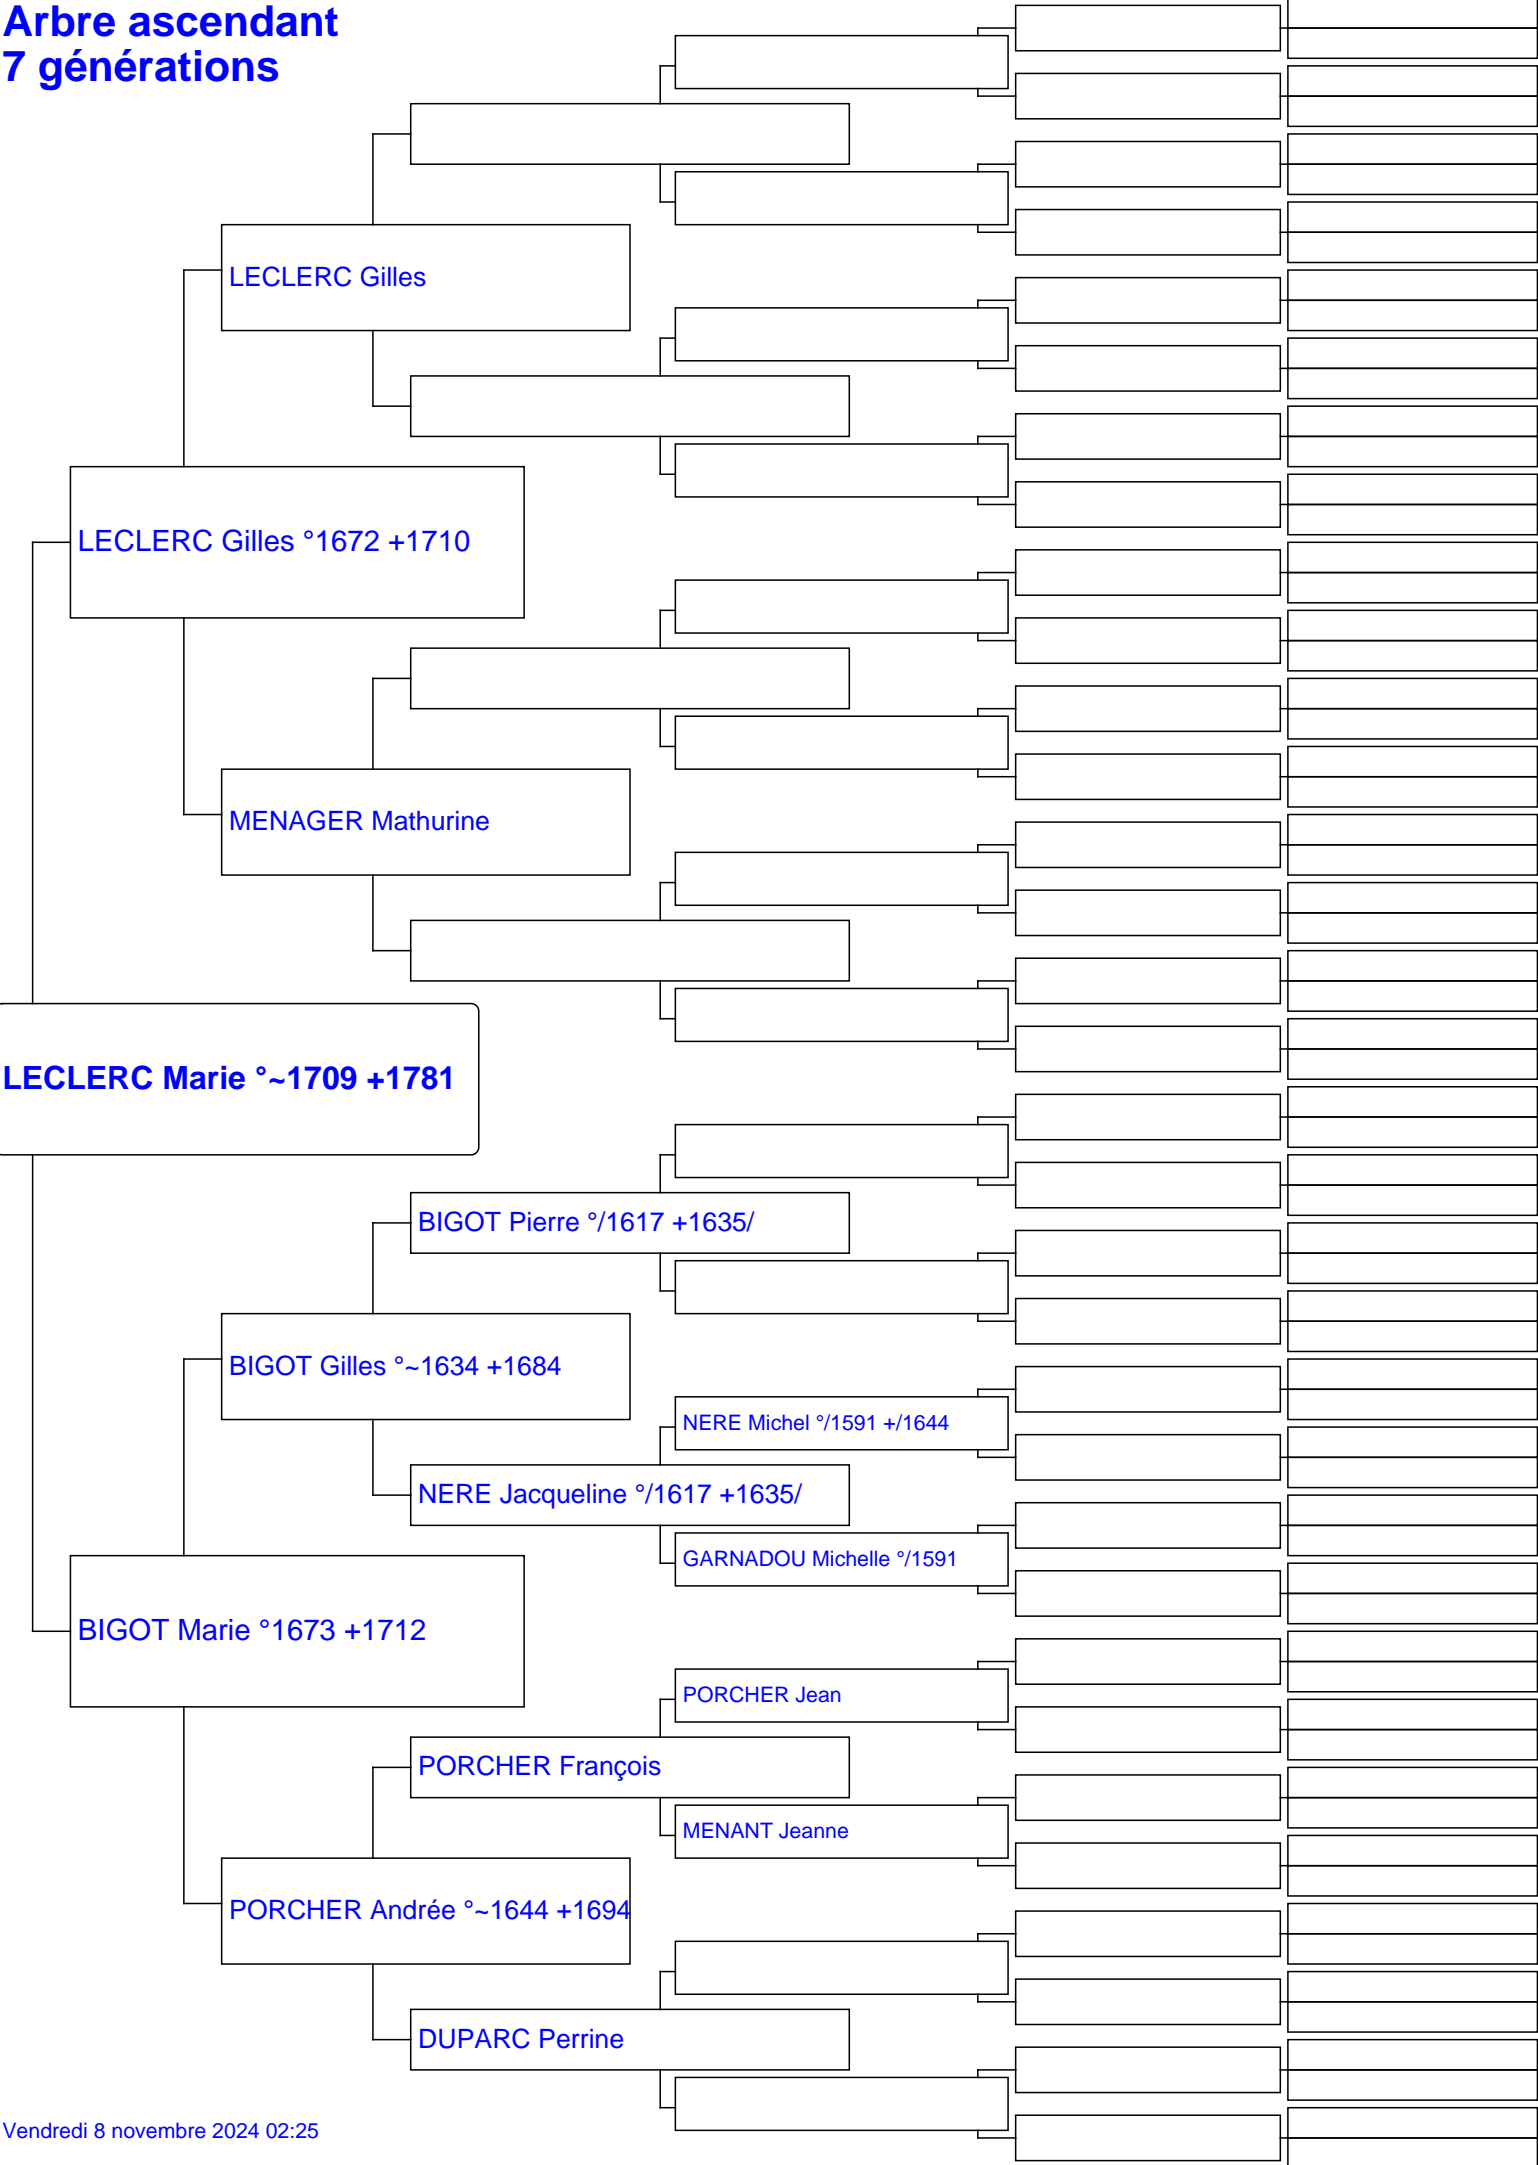 Arbre ascendant
7 générations
LECLERC Gilles
LECLERC Gilles °1672 +1710
MENAGER Mathurine
LECLERC Marie °~1709 +1781
BIGOT Pierre °/1617 +1635/
BIGOT Gilles °~1634 +1684
NERE Michel °/1591 +/1644
NERE Jacqueline °/1617 +1635/
GARNADOU Michelle °/1591
BIGOT Marie °1673 +1712
PORCHER Jean
PORCHER François
MENANT Jeanne
PORCHER Andrée °~1644 +1694
DUPARC Perrine
Vendredi 8 novembre 2024 02:25